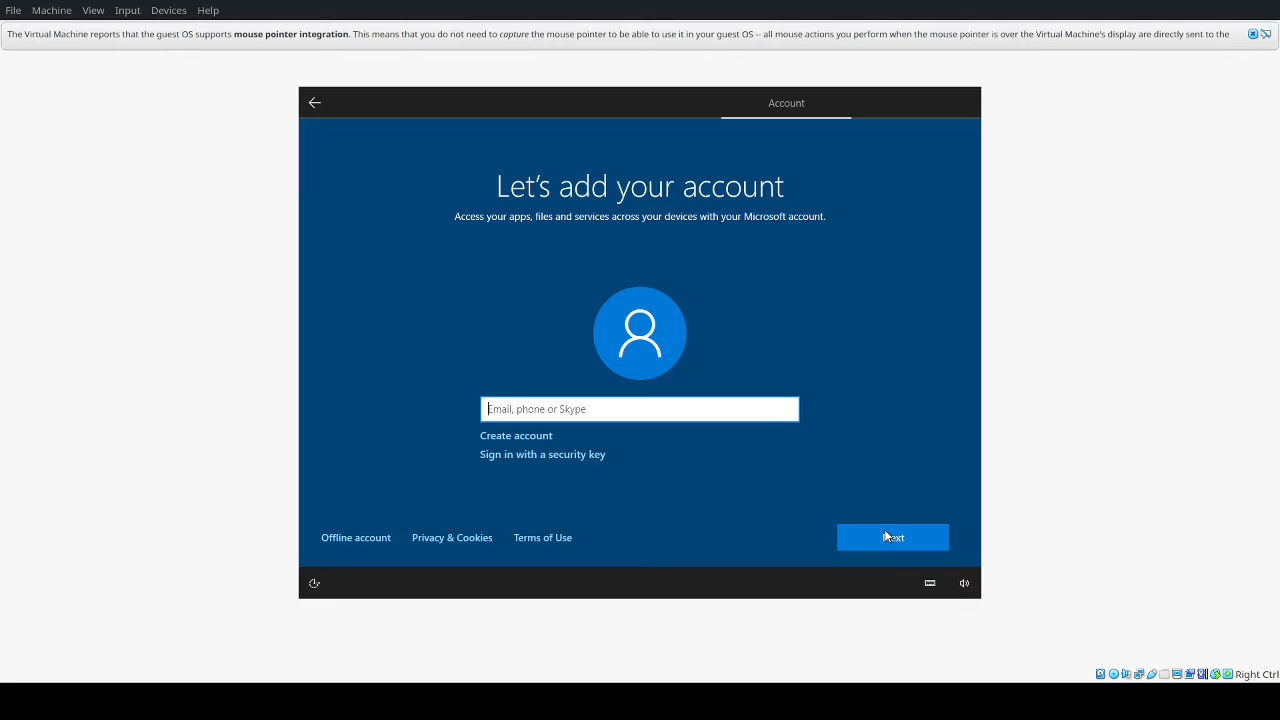 File Machine View Input Devices Help
The Virtual Machine reports that the guest OS supports mouse pointer integration. This means that you do not need to capture the mouse pointer to be able to use it in your guest OS -- all mouse actions you perform when the mouse pointer is over the Virtual Machine's display are directly sent to the
Account
Let's add your account
Access your apps, files and services across your devices with your Microsoft account.
Email, phone or Skype
Create account
Sign in with a security key
Offline account Privacy & Cookies Terms of Use
Right Ctrl